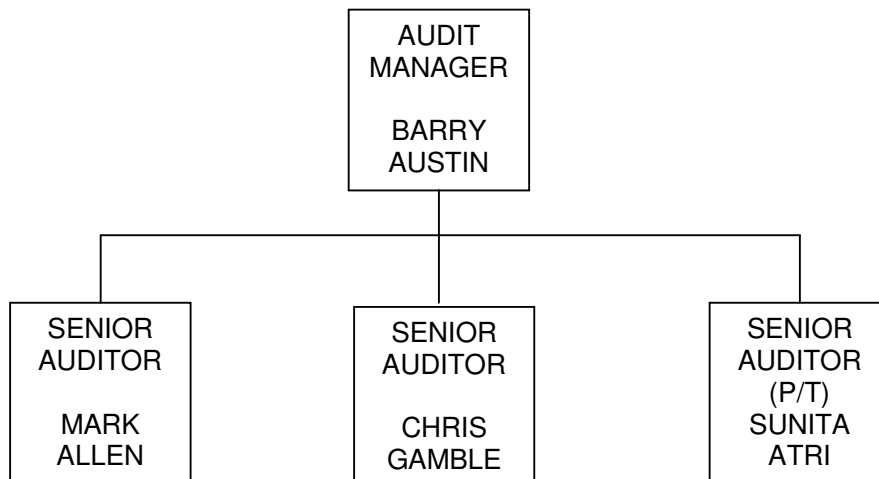 AUDIT
MANAGER
BARRY
AUSTIN
SENIOR
AUDITOR
MARK
ALLEN
SENIOR
AUDITOR
CHRIS
GAMBLE
SENIOR
AUDITOR
(P/T)
SUNITA
ATRI